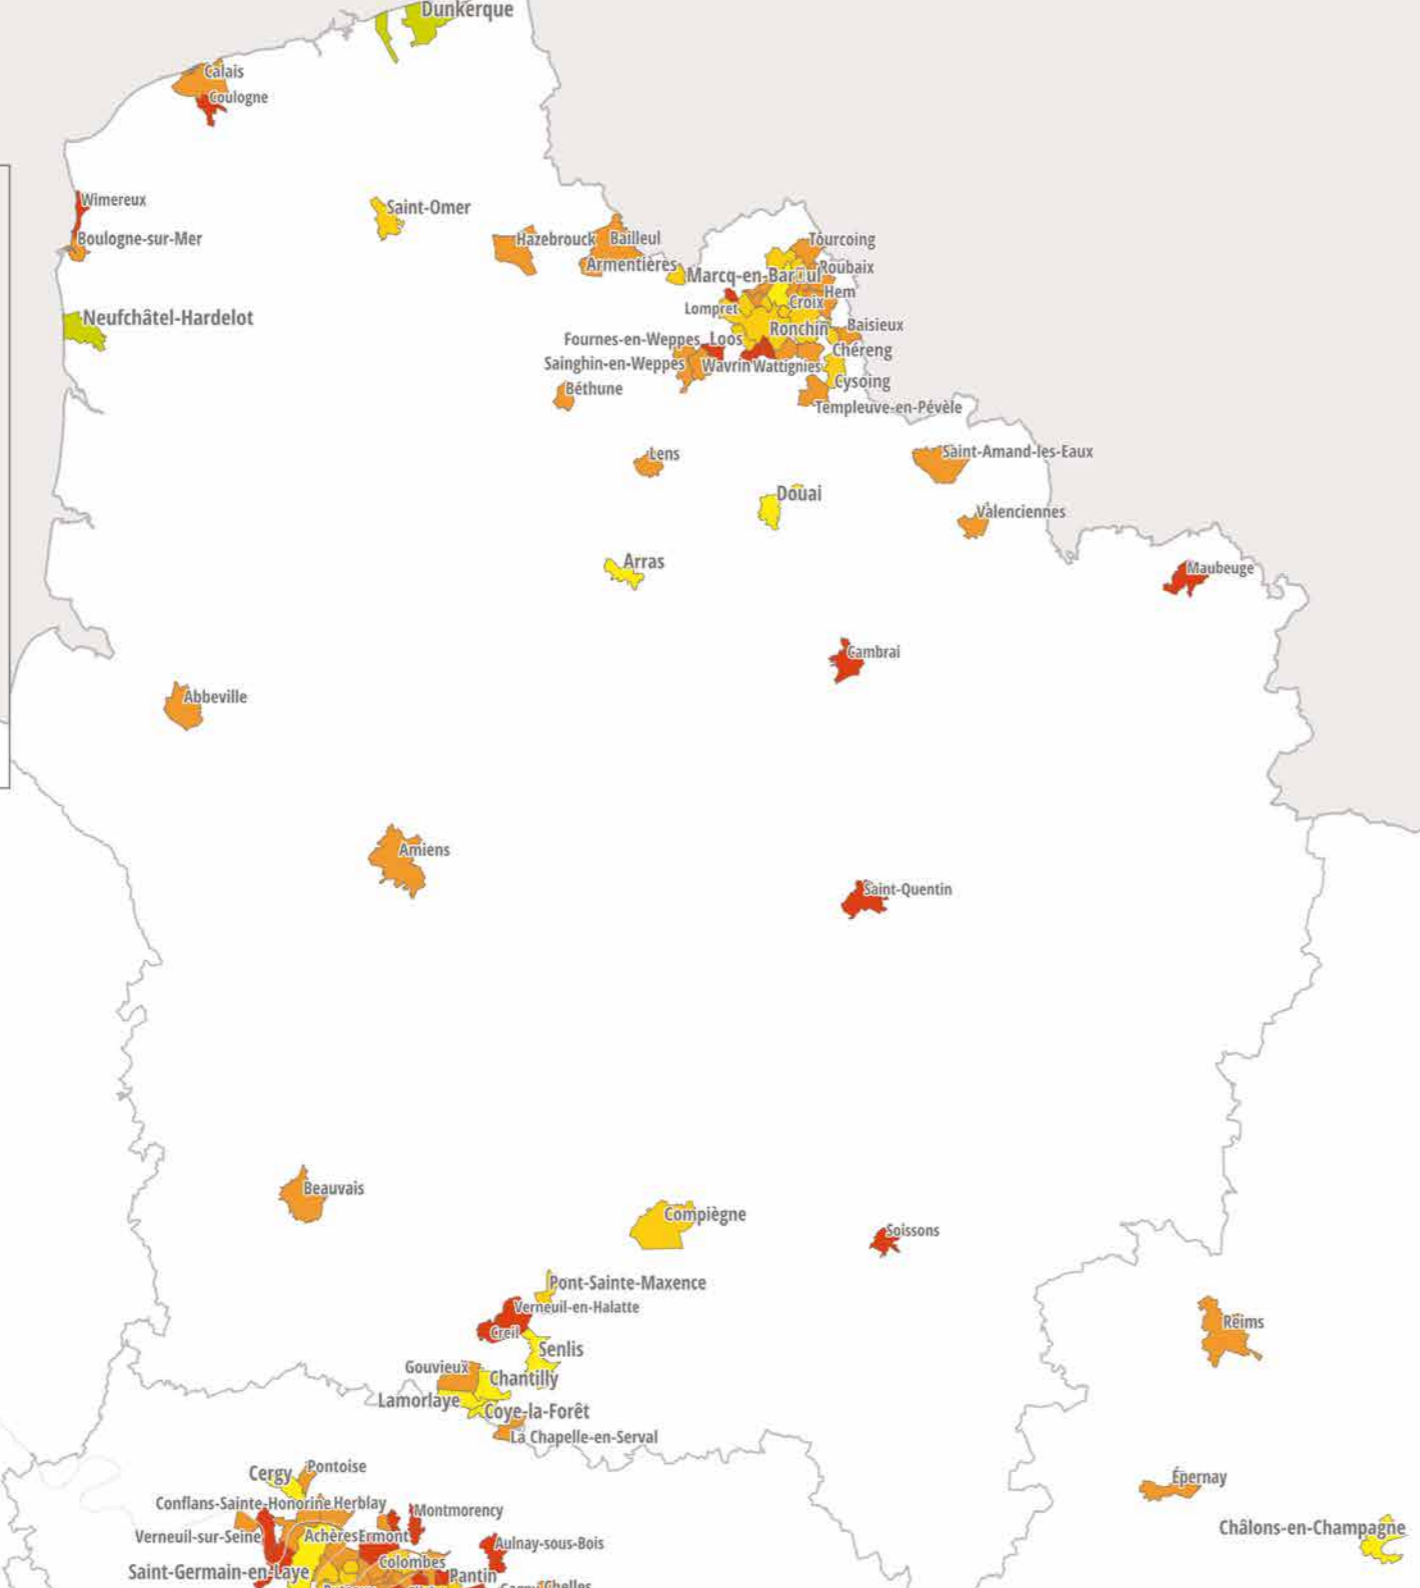 Dunkerque
Calais
Coulogne
Wimereux
Saint-Omer
Boulogne-sur-Mer
Hazebrouck
Bailleul
Tourcoing
Armentières
Marcq-en-Bar▯ul
Roubaix
Hem
Lompret
Croix
Neufchâtel-Hardelot
Ronchin
Baisieux
Fournes-en-Weppes
Loos
Chéreng
Sainghin-en-Weppes
Wavrin
Wattignies
Cysoing
Béthune
Templeuve-en-Pévèle
Lens
Saint-Amand-les-Eaux
Douai
Valenciennes
Arras
Maubeuge
Cambrai
Abbeville
Amiens
Saint-Quentin
Beauvais
Compiègne
Soissons
Pont-Sainte-Maxence
Verneuil-en-Halatte
Reims
Creil
Senlis
Gouvieux
Chantilly
Lamorlaye
Coye-la-Forêt
La Chapelle-en-Serval
Pontoise
Cergy
Épernay
Conflans-Sainte-Honorine
Herblay
Montmorency
Châlons-en-Champagne
Verneuil-sur-Seine
Achères
Ermont
Aulnay-sous-Bois
Colombes
Saint-Germain-en-Laye
Pantin
Chelles